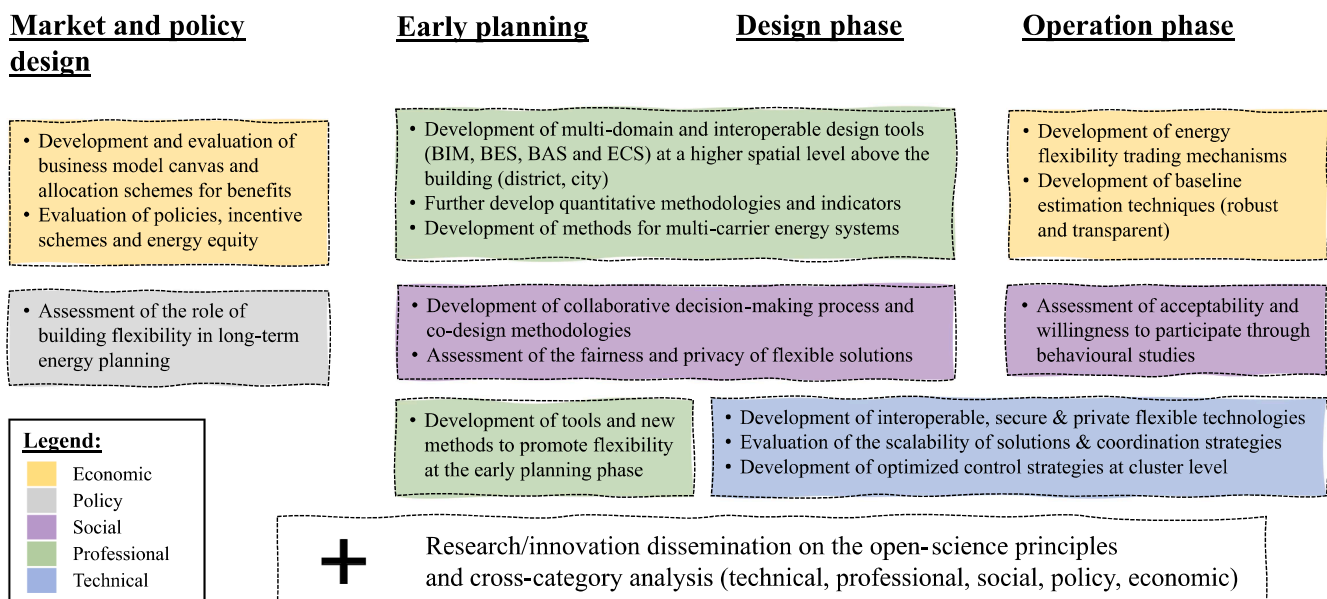 Market and policy
design
Early planning
Design phase
Operation phase
• Development and evaluation of
business model canvas and
allocation schemes for benefits
• Evaluation of policies, incentive
schemes and energy equity
• Development of multi-domain and interoperable design tools
(BIM, BES, BAS and ECS) at a higher spatial level above the
building (district, city)
• Further develop quantitative methodologies and indicators
• Development of methods for multi-carrier energy systems
• Development of energy
flexibility trading mechanisms
• Development of baseline
estimation techniques (robust
and transparent)
• Assessment of the role of
building flexibility in long-term
energy planning
• Development of collaborative decision-making process and
co-design methodologies
• Assessment of the fairness and privacy of flexible solutions
• Assessment of acceptability and
willingness to participate through
behavioural studies
• Development of tools and new
methods to promote flexibility
at the early planning phase
• Development of interoperable, secure & private flexible technologies
• Evaluation of the scalability of solutions & coordination strategies
• Development of optimized control strategies at cluster level
Legend:
Economic
Policy
Social
Professional
Technical
+
Research/innovation dissemination on the open-science principles
and cross-category analysis (technical, professional, social, policy, economic)